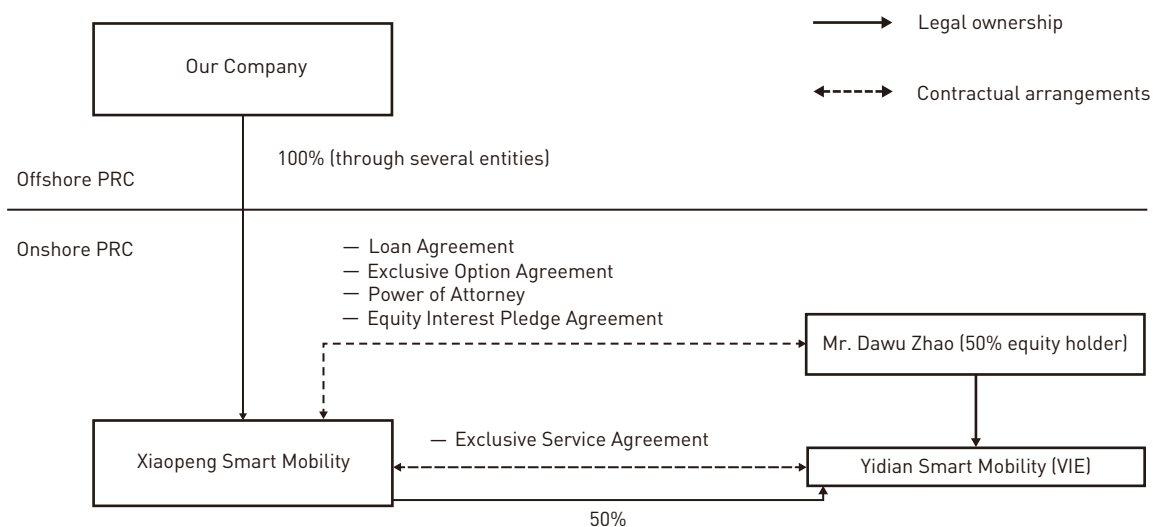 Our Company
Legal ownership
Contractual arrangements
100% (through several entities)
Offshore PRC
Onshore PRC
— Loan Agreement
— Exclusive Option Agreement
— Power of Attorney
— Equity Interest Pledge Agreement
Mr. Dawu Zhao (50% equity holder)
— Exclusive Service Agreement
Xiaopeng Smart Mobility
Yidian Smart Mobility (VIE)
50%